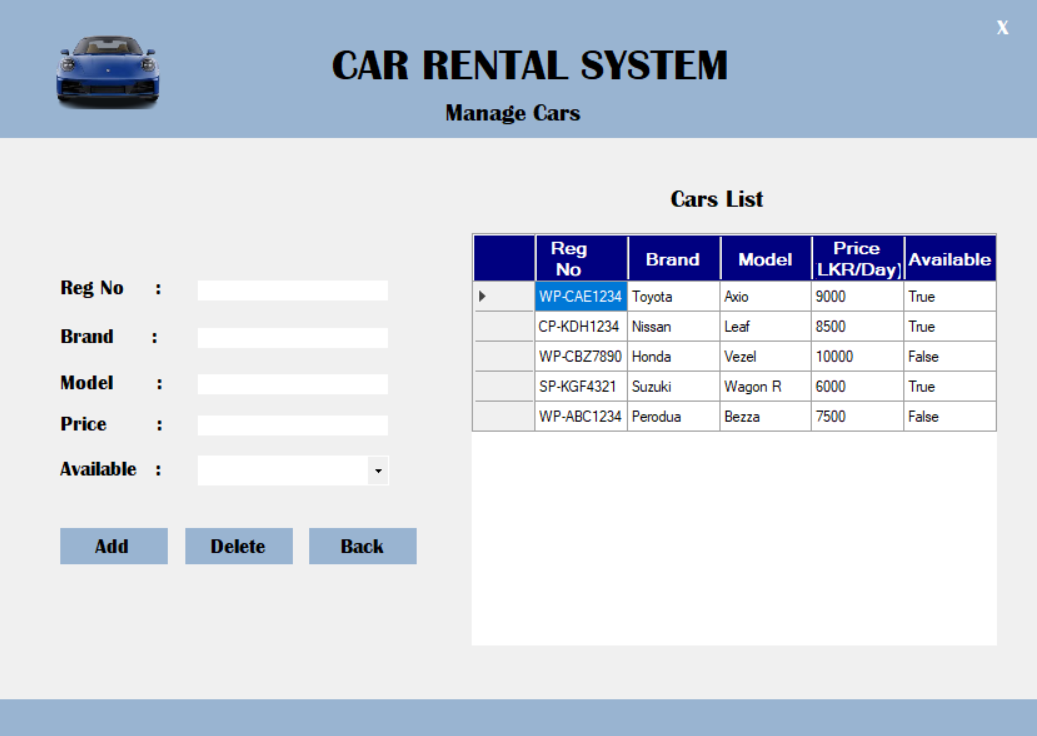 X
CAR RENTAL SYSTEM
Manage Cars
Cars List
Reg No :
Brand :
Model :
Price :
Available :
Add Delete Back
Reg No Brand Model Price LKR/Day) Available
WP-CAE1234 Toyota Axio 9000 True
CP-KDH1234 Nissan Leaf 8500 True
WP-CBZ7890 Honda Vezel 10000 False
SP-KGF4321 Suzuki Wagon R 6000 True
WP-ABC1234 Perodua Bezza 7500 False